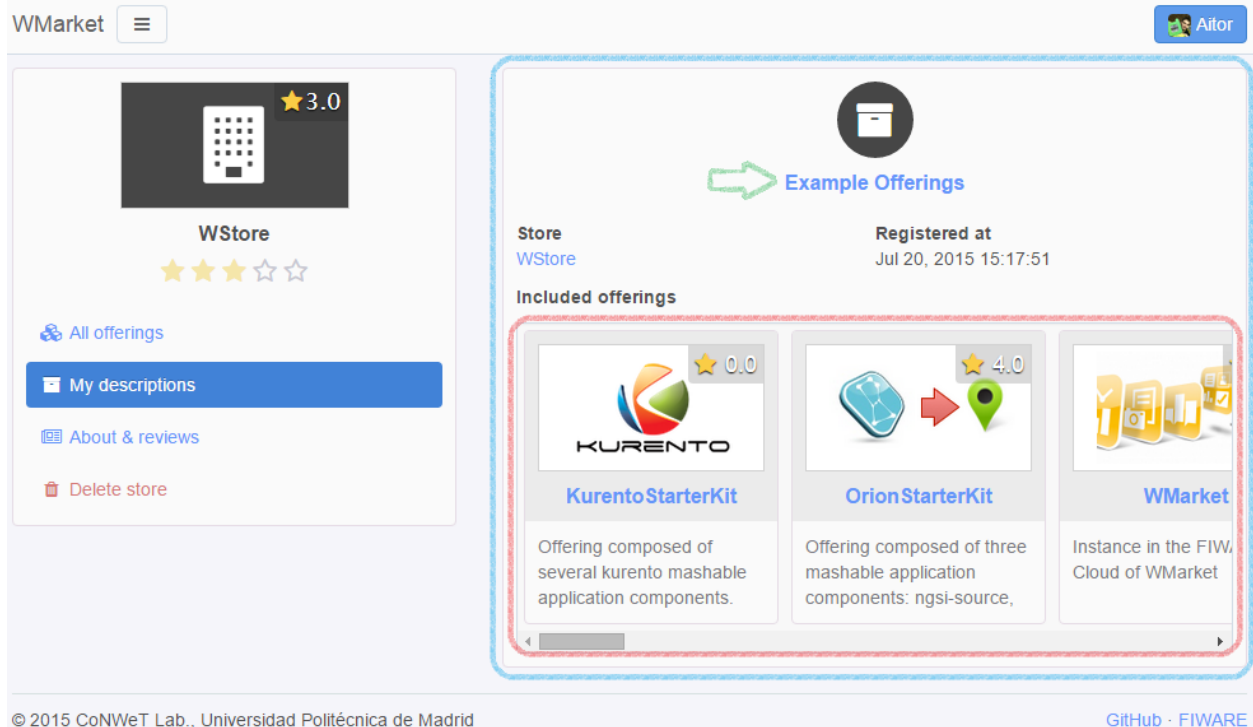 WMarket
Aitor
3.0
WStore
All offerings
My descriptions
About & reviews
Delete store
Example Offerings
Store
WStore
Registered at
Jul 20, 2015 15:17:51
Included offerings
0.0
KURENTO
KurentoStarterKit
Offering composed of
several kurento mashable
application components.
4.0
OrionStarterKit
Offering composed of three
mashable application
components: ngsi-source,
WMarket
Instance in the FIWA
Cloud of WMarket
© 2015 CoNWeT Lab., Universidad Politécnica de Madrid
GitHub · FIWARE